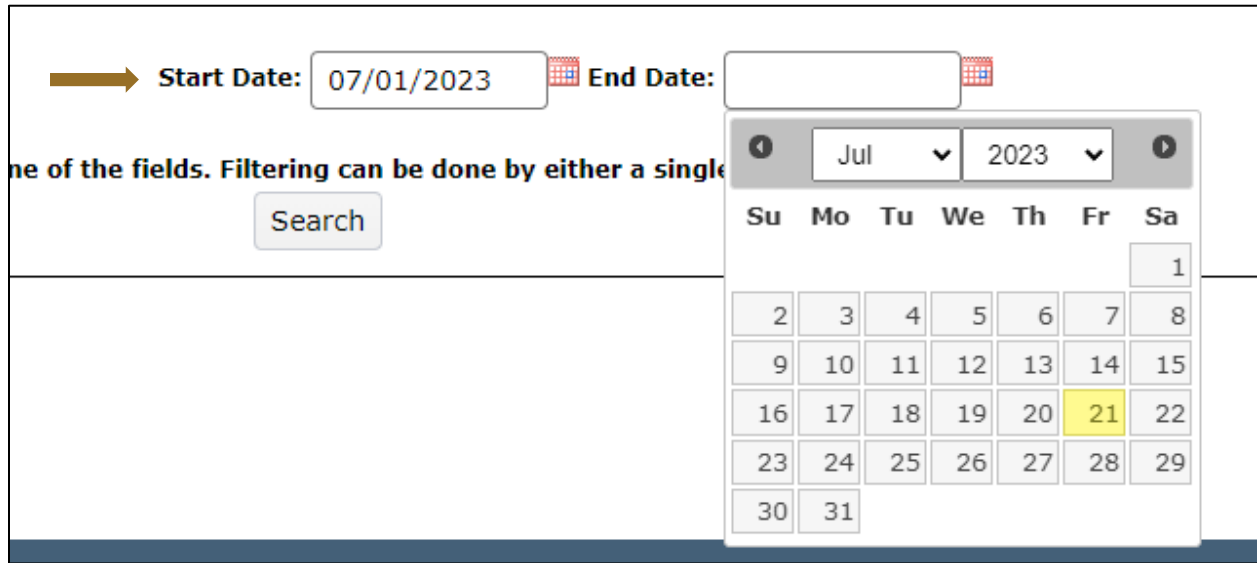 Start Date: 07/01/2023 End Date:
ne of the fields. Filtering can be done by either a single
Search
Jul 2023
Su Mo Tu We Th Fr Sa
1
2 3 4 5 6 7 8
9 10 11 12 13 14 15
16 17 18 19 20 21 22
23 24 25 26 27 28 29
30 31